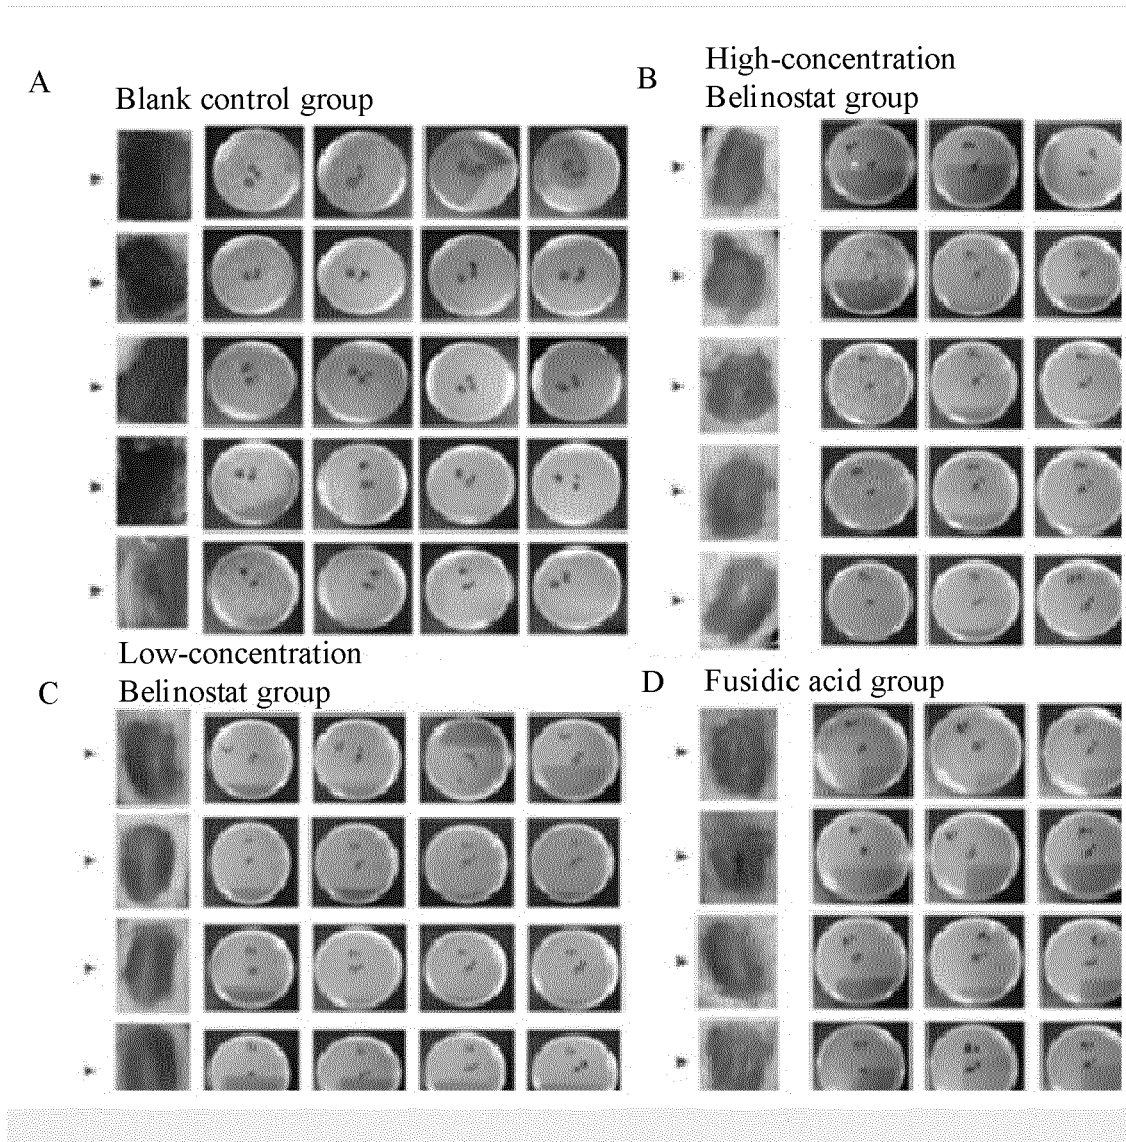 A
Blank control group
B
High-concentration
Belinostat group
C
Low-concentration
Belinostat group
D
Fusidic acid group